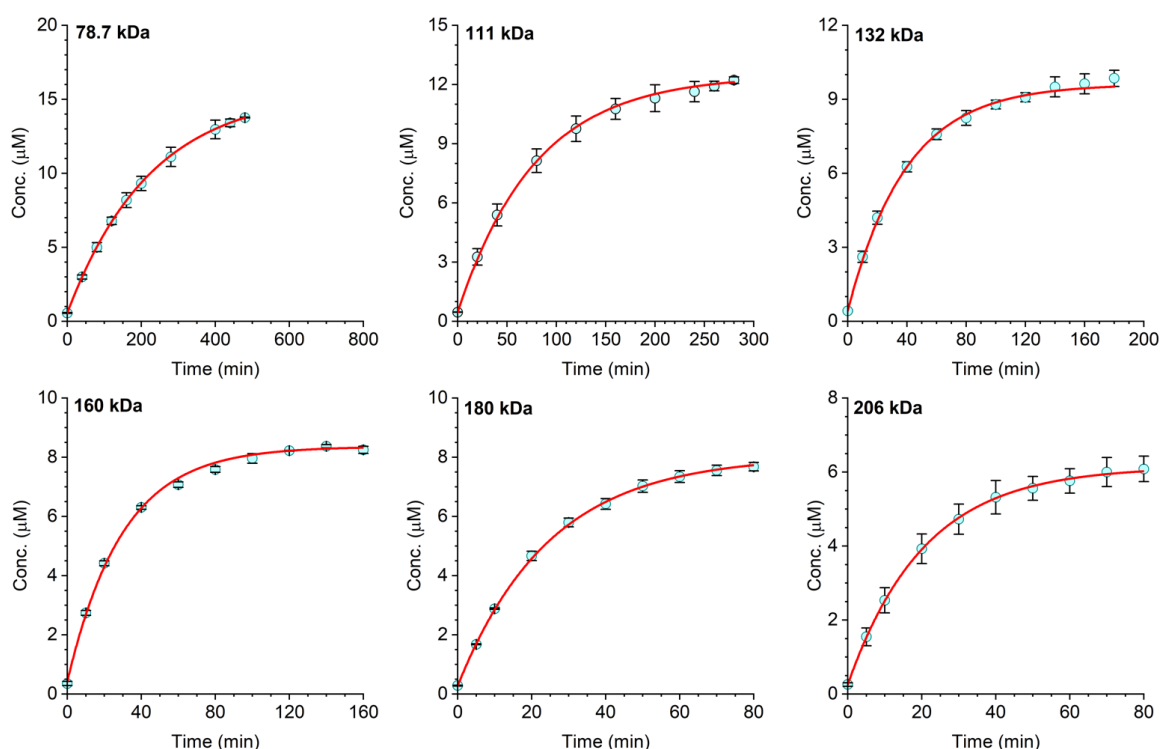 78.7 kDa
Conc. (μM)
20
15
10
5
0
0 200 400 600 800
Time (min)
111 kDa
Conc. (μM)
15
12
9
6
3
0
0 50 100 150 200 250 300
Time (min)
132 kDa
Conc. (μM)
12
9
6
3
0
0 40 80 120 160 200
Time (min)
160 kDa
Conc. (μM)
10
8
6
4
2
0
0 40 80 120 160
Time (min)
180 kDa
Conc. (μM)
10
8
6
4
2
0
0 20 40 60 80
Time (min)
206 kDa
Conc. (μM)
8
6
4
2
0
0 20 40 60 80
Time (min)